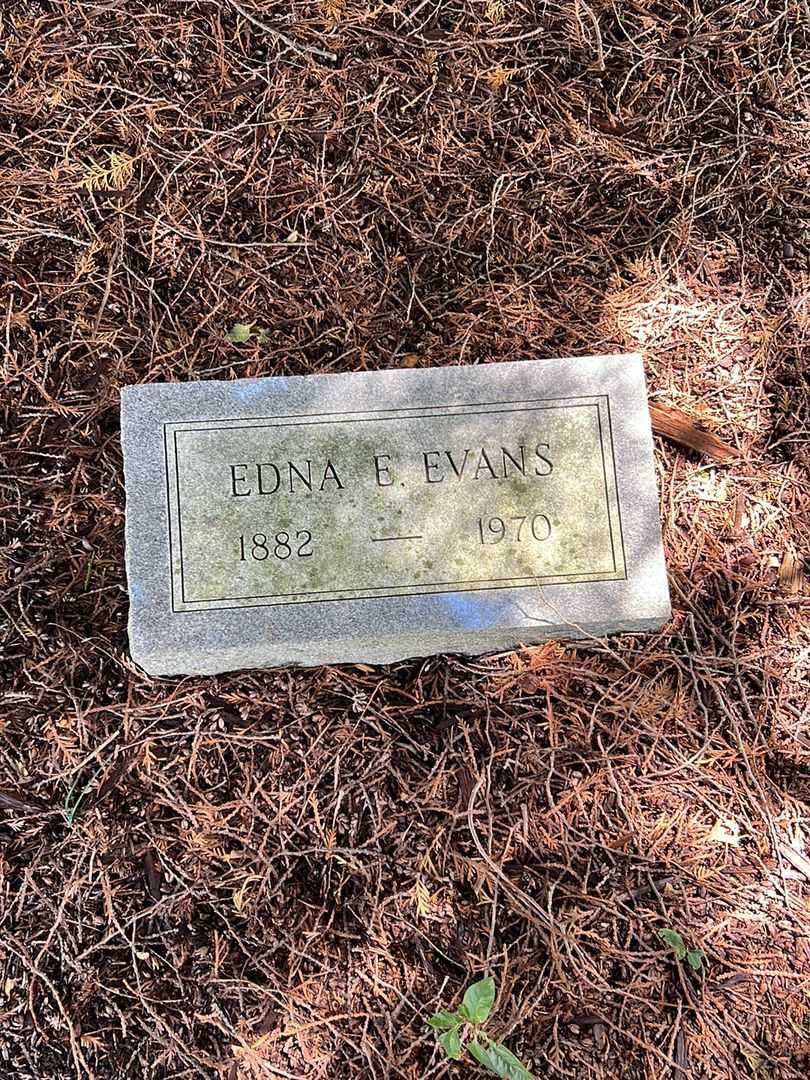 EDNA E. EVANS
1882 — 1970